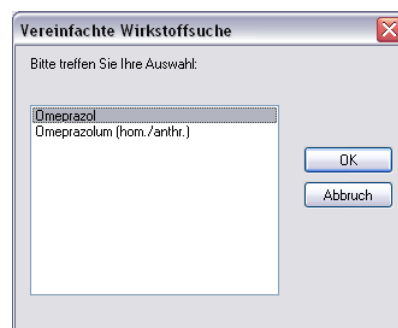 Vereinfachte Wirkstoffsuche
Bitte treffen Sie Ihre Auswahl:
Omeprazol
Omeprazolum (hom./anthr.)
OK
Abbruch